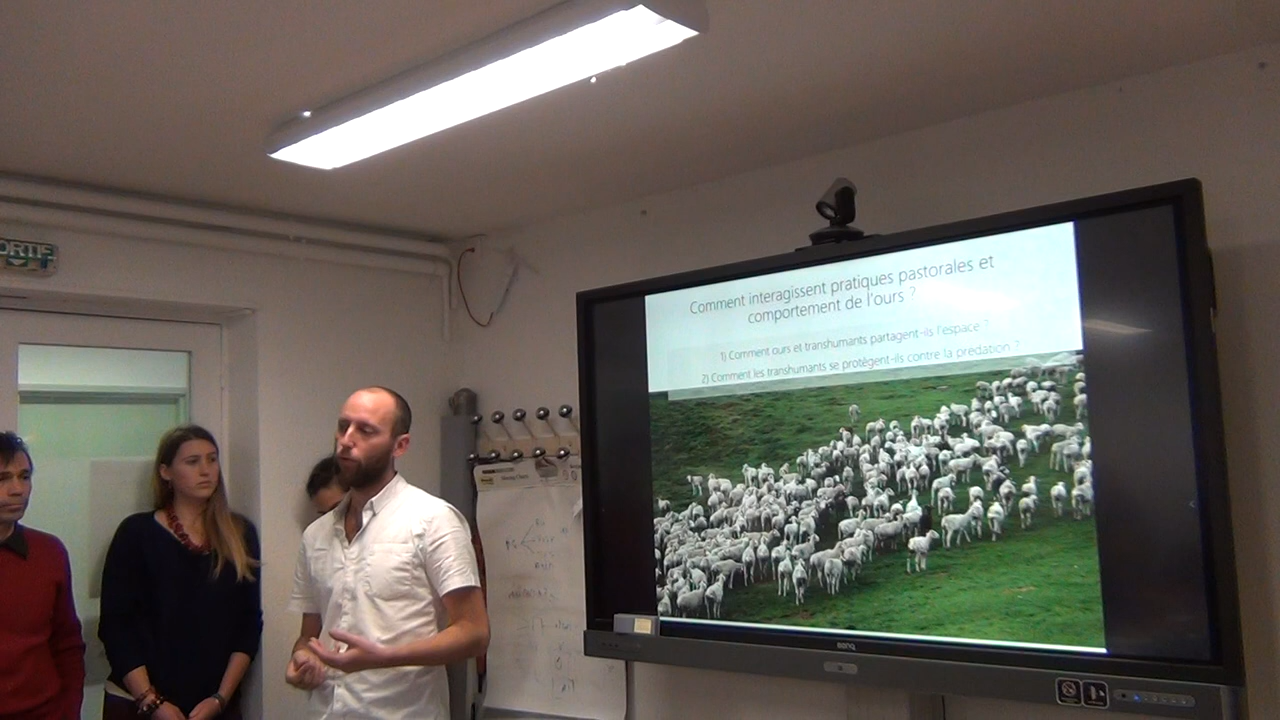 ORTIE
Comment interagissent pratiques pastorales et
comportement de l'ours ?
1) Comment ours et transhumants partagent-ils l'espace ?
2) Comment les transhumants se protègent-ils contre la prédation ?
BenQ